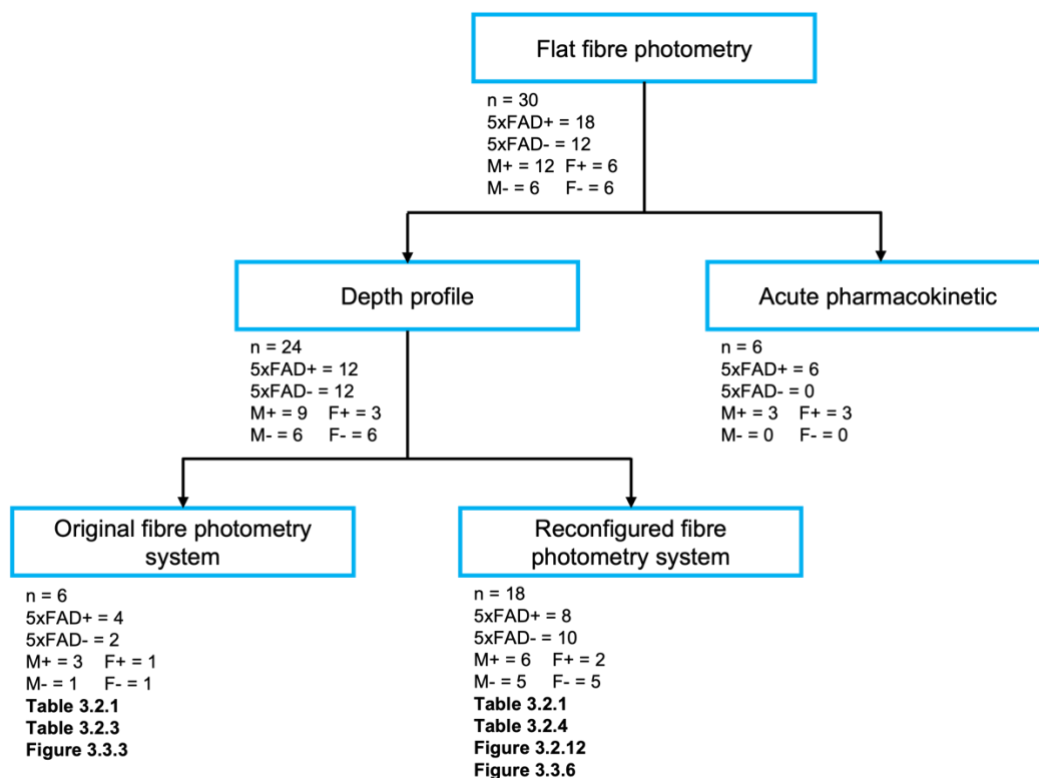 Flat fibre photometry
n = 30
5xFAD+ = 18
5xFAD- = 12
M+ = 12 F+ = 6
M- = 6 F- = 6
Depth profile
n = 24
5xFAD+ = 12
5xFAD- = 12
M+ = 9 F+ = 3
M- = 6 F- = 6
Acute pharmacokinetic
n = 6
5xFAD+ = 6
5xFAD- = 0
M+ = 3 F+ = 3
M- = 0 F- = 0
Original fibre photometry
system
n = 6
5xFAD+ = 4
5xFAD- = 2
M+ = 3 F+ = 1
M- = 1 F- = 1
Table 3.2.1
Table 3.2.3
Figure 3.3.3
Reconfigured fibre
photometry system
n = 18
5xFAD+ = 8
5xFAD- = 10
M+ = 6 F+ = 2
M- = 5 F- = 5
Table 3.2.1
Table 3.2.4
Figure 3.2.12
Figure 3.3.6